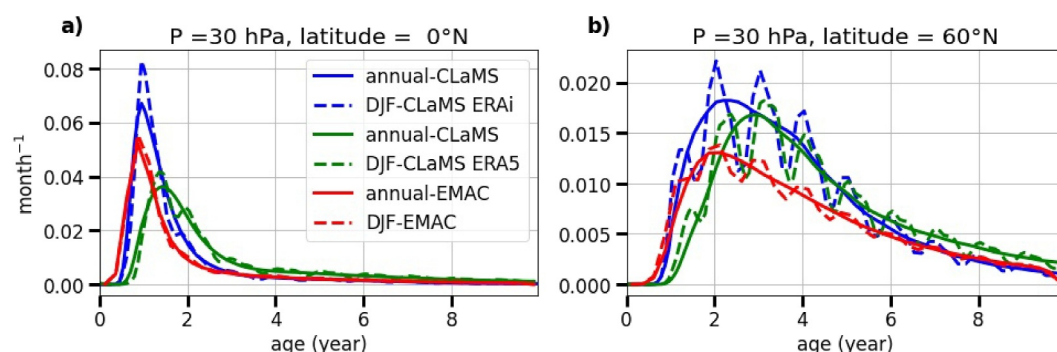 a)
P =30 hPa, latitude =  0°N
month⁻¹
0.08
0.06
0.04
0.02
0.00
annual-CLaMS
DJF-CLaMS ERAi
annual-CLaMS
DJF-CLaMS ERA5
annual-EMAC
DJF-EMAC
0 2 4 6 8
age (year)
b)
P =30 hPa, latitude = 60°N
0.020
0.015
0.010
0.005
0.000
0 2 4 6 8
age (year)